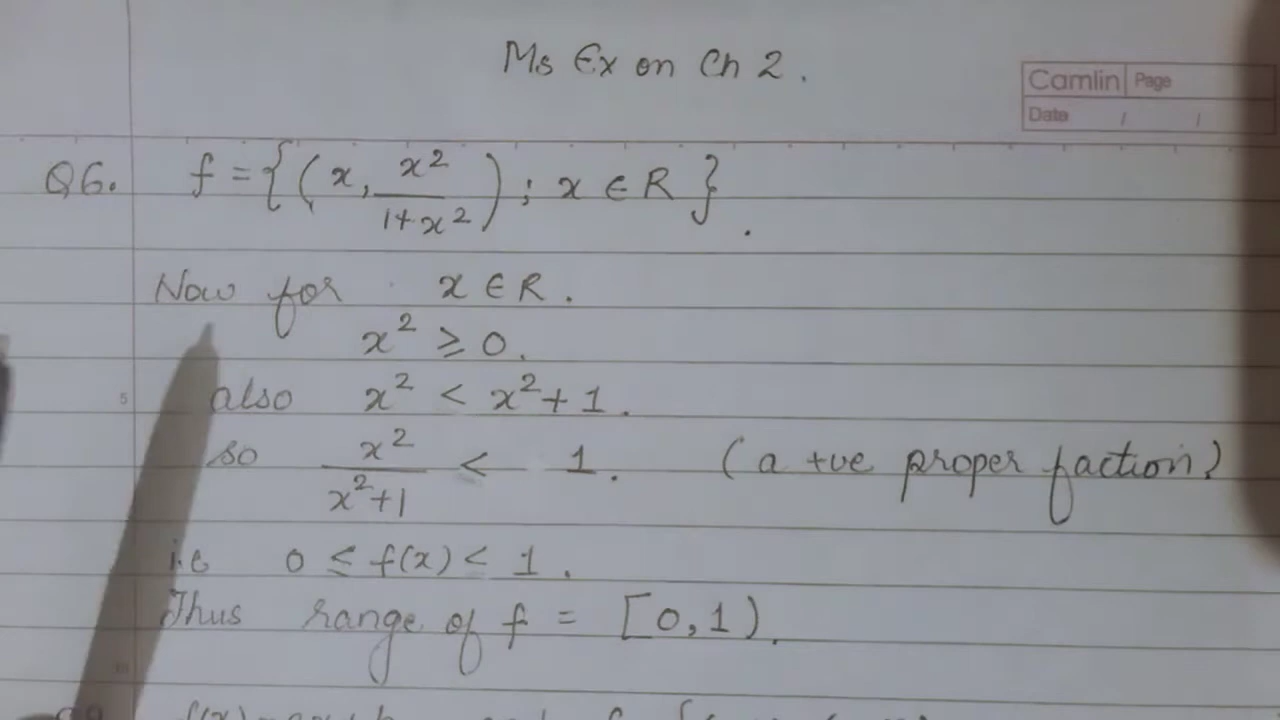 Ms Ex on Ch 2.
Camlin Page
Date / /
Q6. f = {(x, x²/1+x²) ; x ∈ R}.
Now for x ∈ R.
x² ≥ 0.
5
also x² < x² + 1.
so x²/x²+1 < 1. (a +ve proper faction)
i.e 0 ≤ f(x) < 1.
Thus range of f = [0, 1).